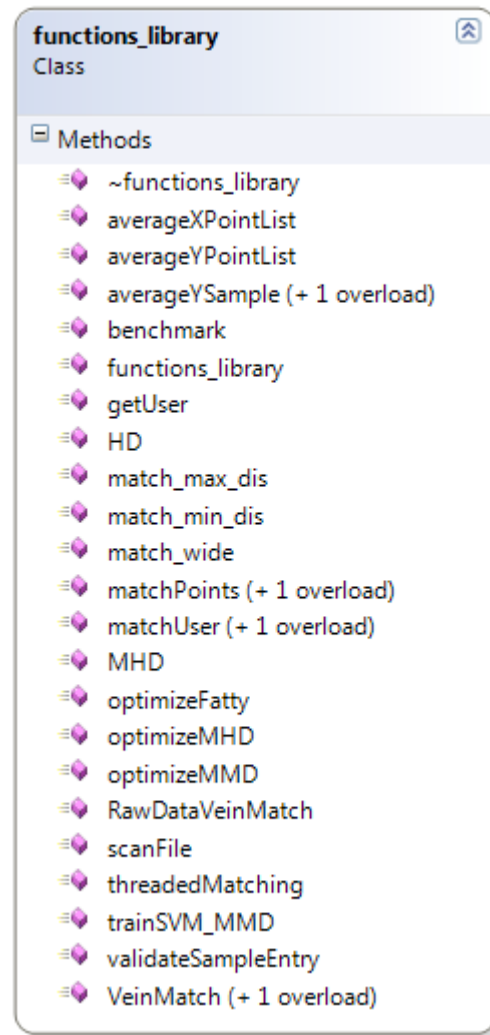 functions_library
Class
Methods
~functions_library
averageXPointList
averageYPointList
averageYSample (+ 1 overload)
benchmark
functions_library
getUser
HD
match_max_dis
match_min_dis
match_wide
matchPoints (+ 1 overload)
matchUser (+ 1 overload)
MHD
optimizeFatty
optimizeMHD
optimizeMMD
RawDataVeinMatch
scanFile
threadedMatching
trainSVM_MMD
validateSampleEntry
VeinMatch (+ 1 overload)